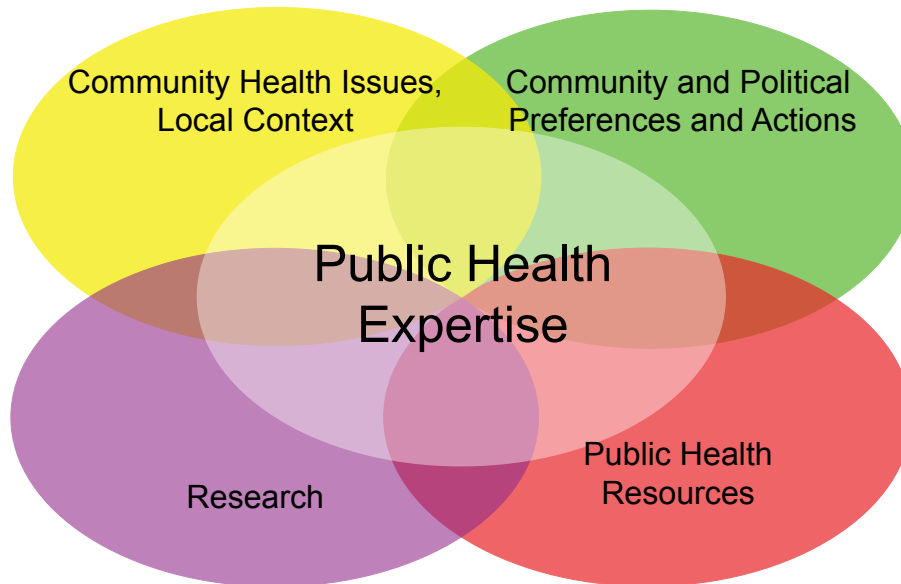 Community Health Issues,
Local Context
Community and Political
Preferences and Actions
Public Health
Expertise
Research
Public Health
Resources